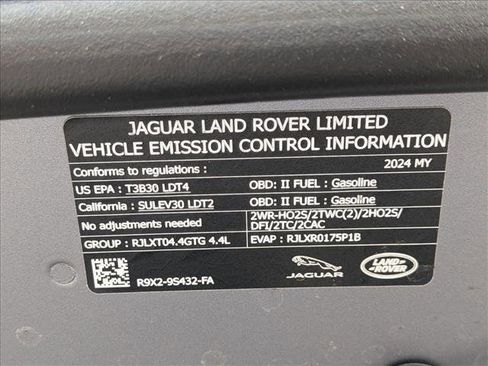 JAGUAR LAND ROVER LIMITED
VEHICLE EMISSION CONTROL INFORMATION
Conforms to regulations : 2024 MY
US EPA : T3B30 LDT4 OBD: II FUEL : Gasoline
California : SULEV30 LDT2 OBD: II FUEL : Gasoline
No adjustments needed
2WR-HO2S/2TWC(2)/2HO2S/
DFI/2TC/2CAC
GROUP : RJLXT04.4GTG 4.4L EVAP : RJLXR0175P1B
R9X2-9S432-FA
JAGUAR
LAND-
ROVER